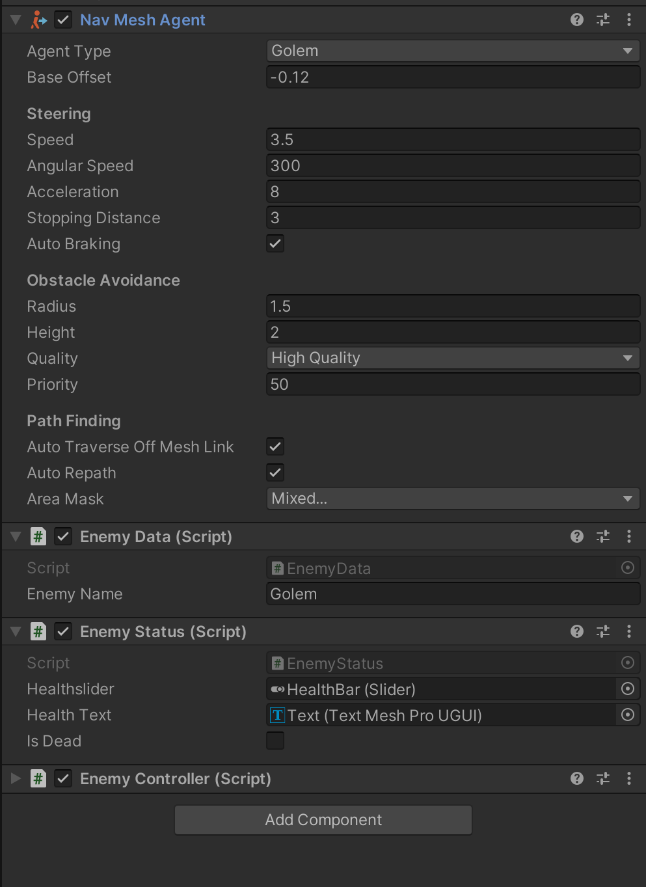 Nav Mesh Agent
Agent Type Golem
Base Offset -0.12
Steering
Speed 3.5
Angular Speed 300
Acceleration 8
Stopping Distance 3
Auto Braking
Obstacle Avoidance
Radius 1.5
Height 2
Quality High Quality
Priority 50
Path Finding
Auto Traverse Off Mesh Link
Auto Repath
Area Mask Mixed...
# Enemy Data (Script)
Script # EnemyData
Enemy Name Golem
# Enemy Status (Script)
Script # EnemyStatus
Healthslider HealthBar (Slider)
Health Text T Text (Text Mesh Pro UGUI)
Is Dead
# Enemy Controller (Script)
Add Component